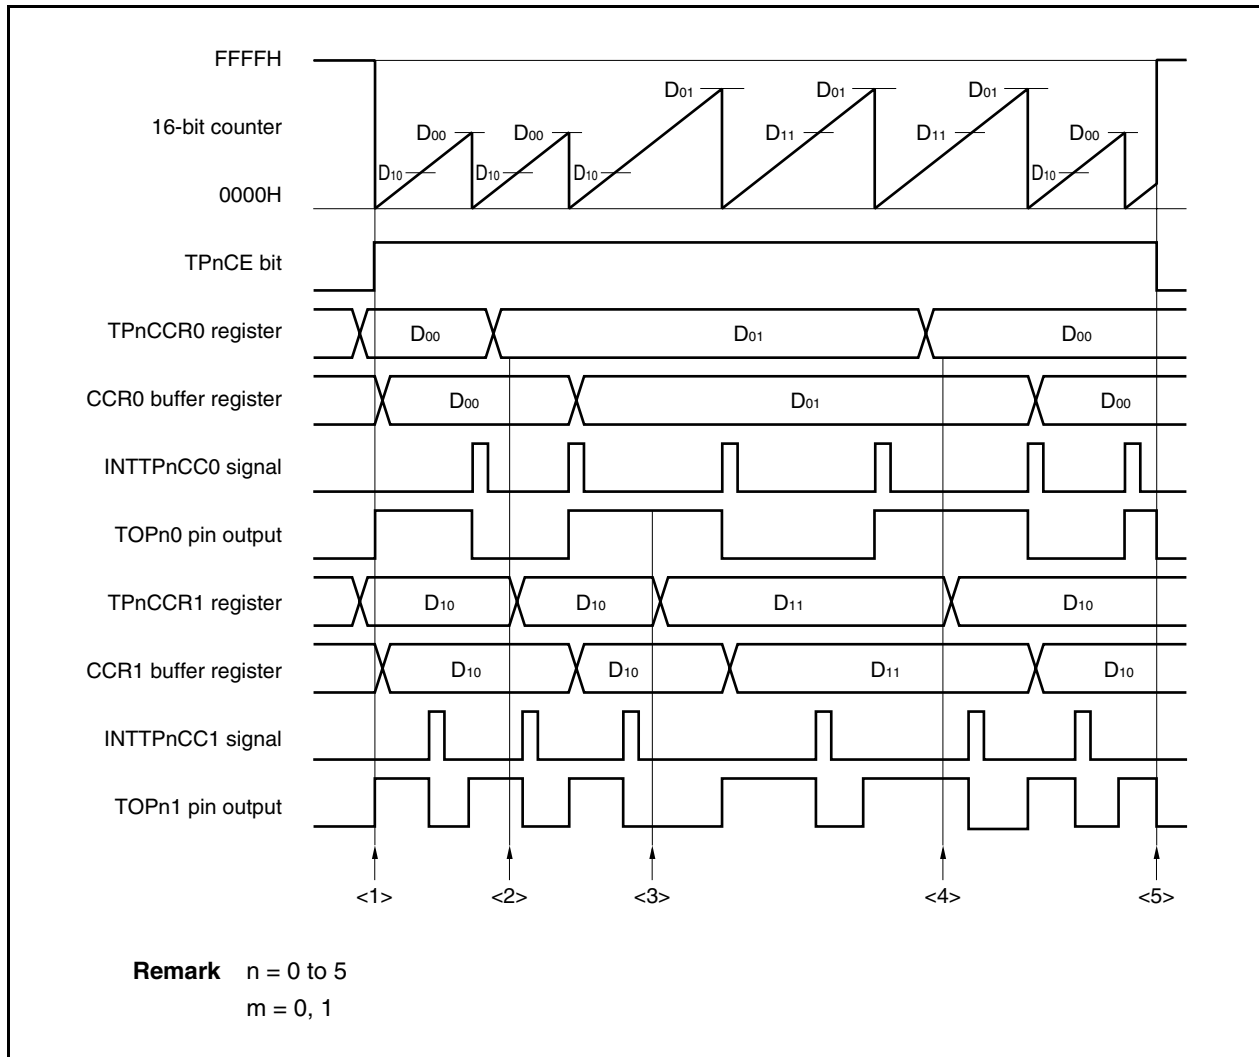 FFFFH
D01 D01 D01
16-bit counter D00 D00 D11 D11 D00
D10 D10 D10 D10
0000H
TPnCE bit
TPnCCR0 register D00 D01 D00
CCR0 buffer register D00 D01 D00
INTTPnCC0 signal
TOPn0 pin output
TPnCCR1 register D10 D10 D11 D10
CCR1 buffer register D10 D10 D11 D10
INTTPnCC1 signal
TOPn1 pin output
<1> <2> <3> <4> <5>
Remark n = 0 to 5
m = 0, 1